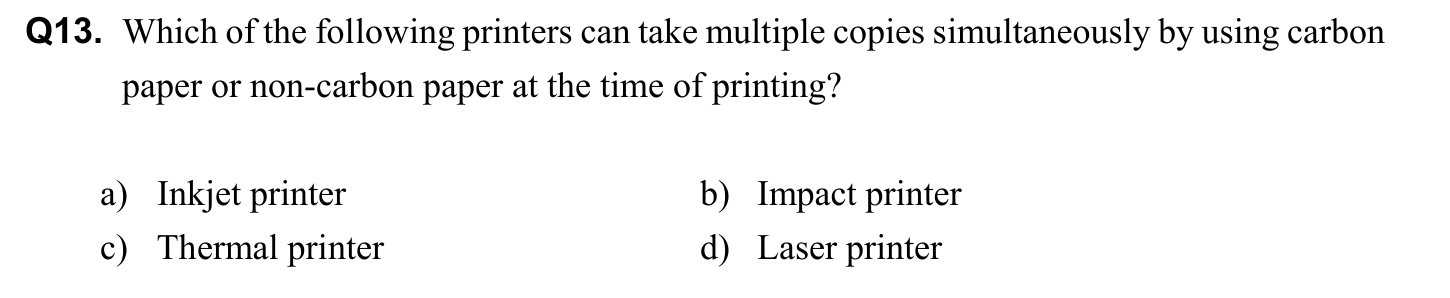 Q13. Which of the following printers can take multiple copies simultaneously by using carbon
paper or non-carbon paper at the time of printing?
a) Inkjet printer b) Impact printer
c) Thermal printer d) Laser printer